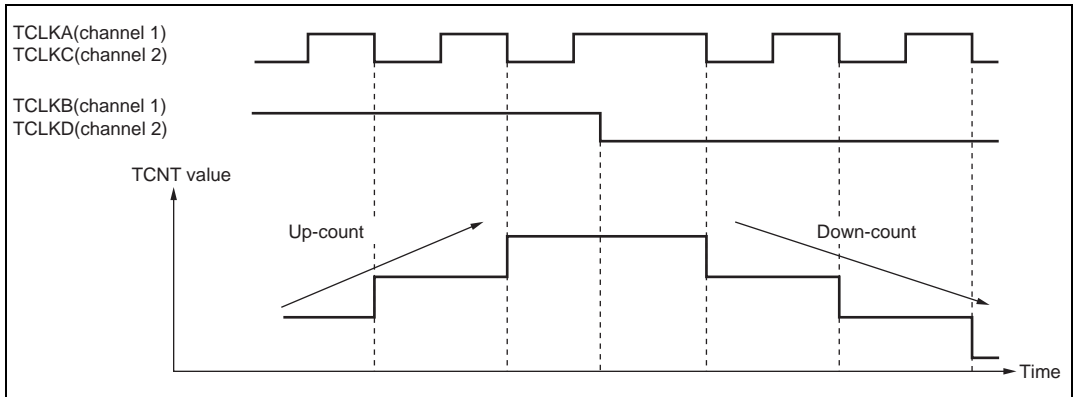 TCLKA(channel 1)
TCLKC(channel 2)
TCLKB(channel 1)
TCLKD(channel 2)
TCNT value
Up-count
Down-count
Time